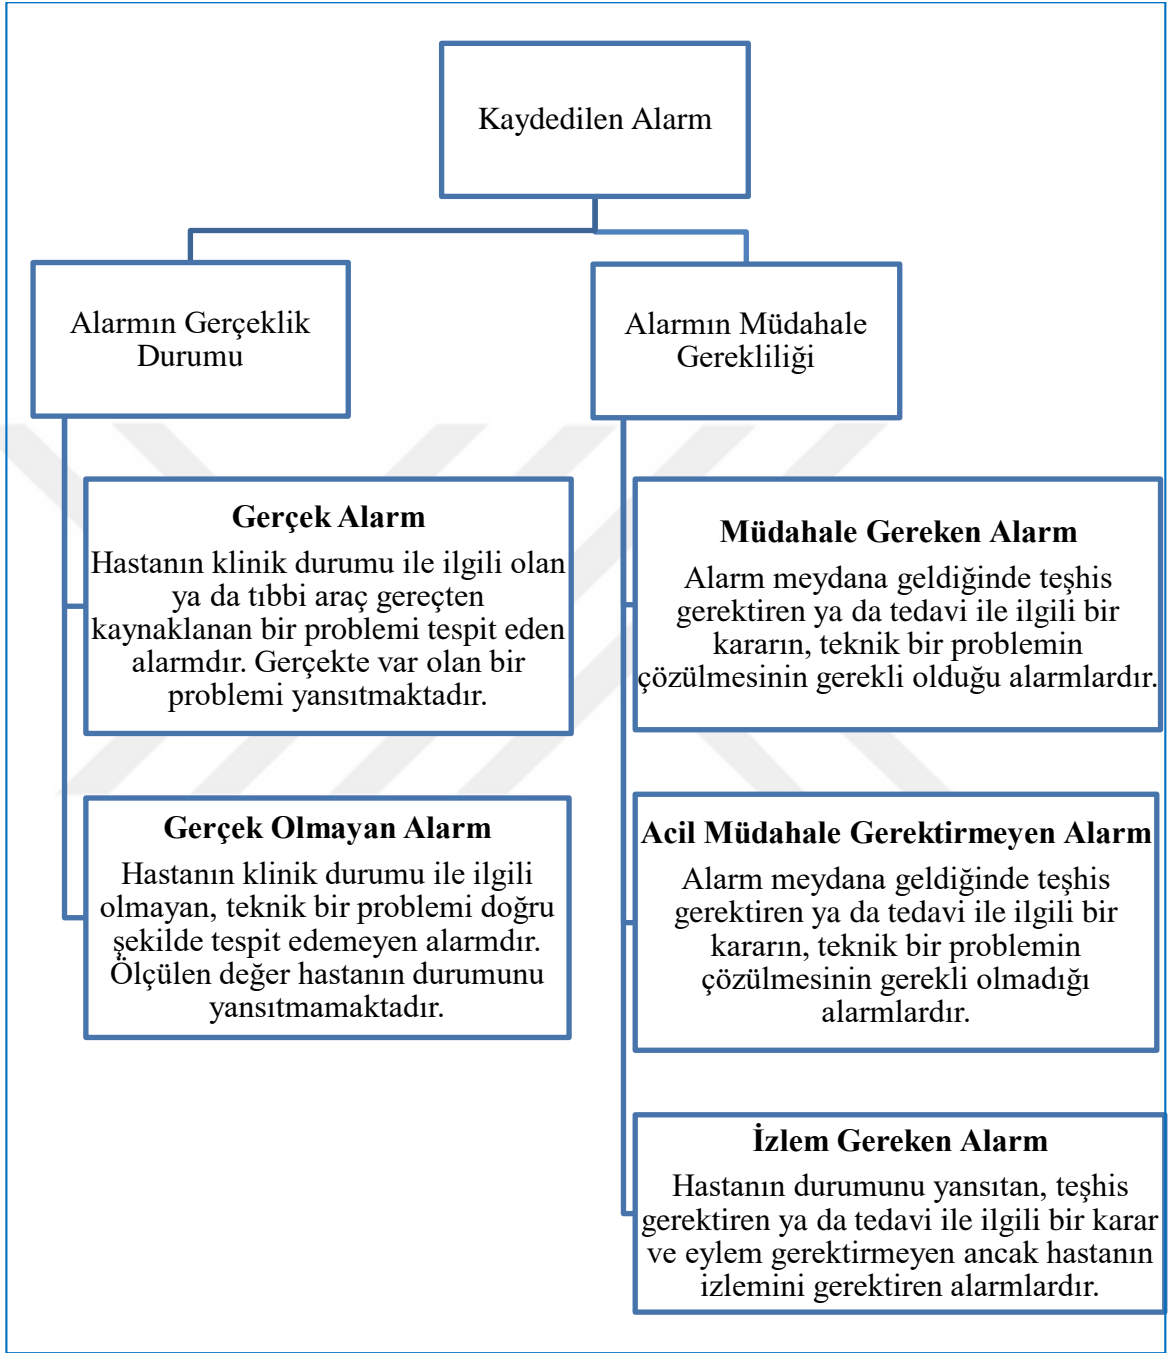 Kaydedilen Alarm
Alarmın Gerçeklik
Durumu
Gerçek Alarm
Hastanın klinik durumu ile ilgili olan
ya da tıbbi araç gereçten
kaynaklanan bir problemi tespit eden
alarmdır. Gerçekte var olan bir
problemi yansıtmaktadır.
Gerçek Olmayan Alarm
Hastanın klinik durumu ile ilgili
olmayan, teknik bir problemi doğru
şekilde tespit edemeyen alarmdır.
Ölçülen değer hastanın durumunu
yansıtmamaktadır.
Alarmın Müdahale
Gerekliliği
Müdahale Gereken Alarm
Alarm meydana geldiğinde teşhis
gerektiren ya da tedavi ile ilgili bir
kararın, teknik bir problemin
çözülmesinin gerekli olduğu alarmlardır.
Acil Müdahale Gerektirmeyen Alarm
Alarm meydana geldiğinde teşhis
gerektiren ya da tedavi ile ilgili bir
kararın, teknik bir problemin
çözülmesinin gerekli olmadığı
alarmlardır.
İzlem Gereken Alarm
Hastanın durumunu yansıtan, teşhis
gerektiren ya da tedavi ile ilgili bir karar
ve eylem gerektirmeyen ancak hastanın
izlemini gerektiren alarmlardır.